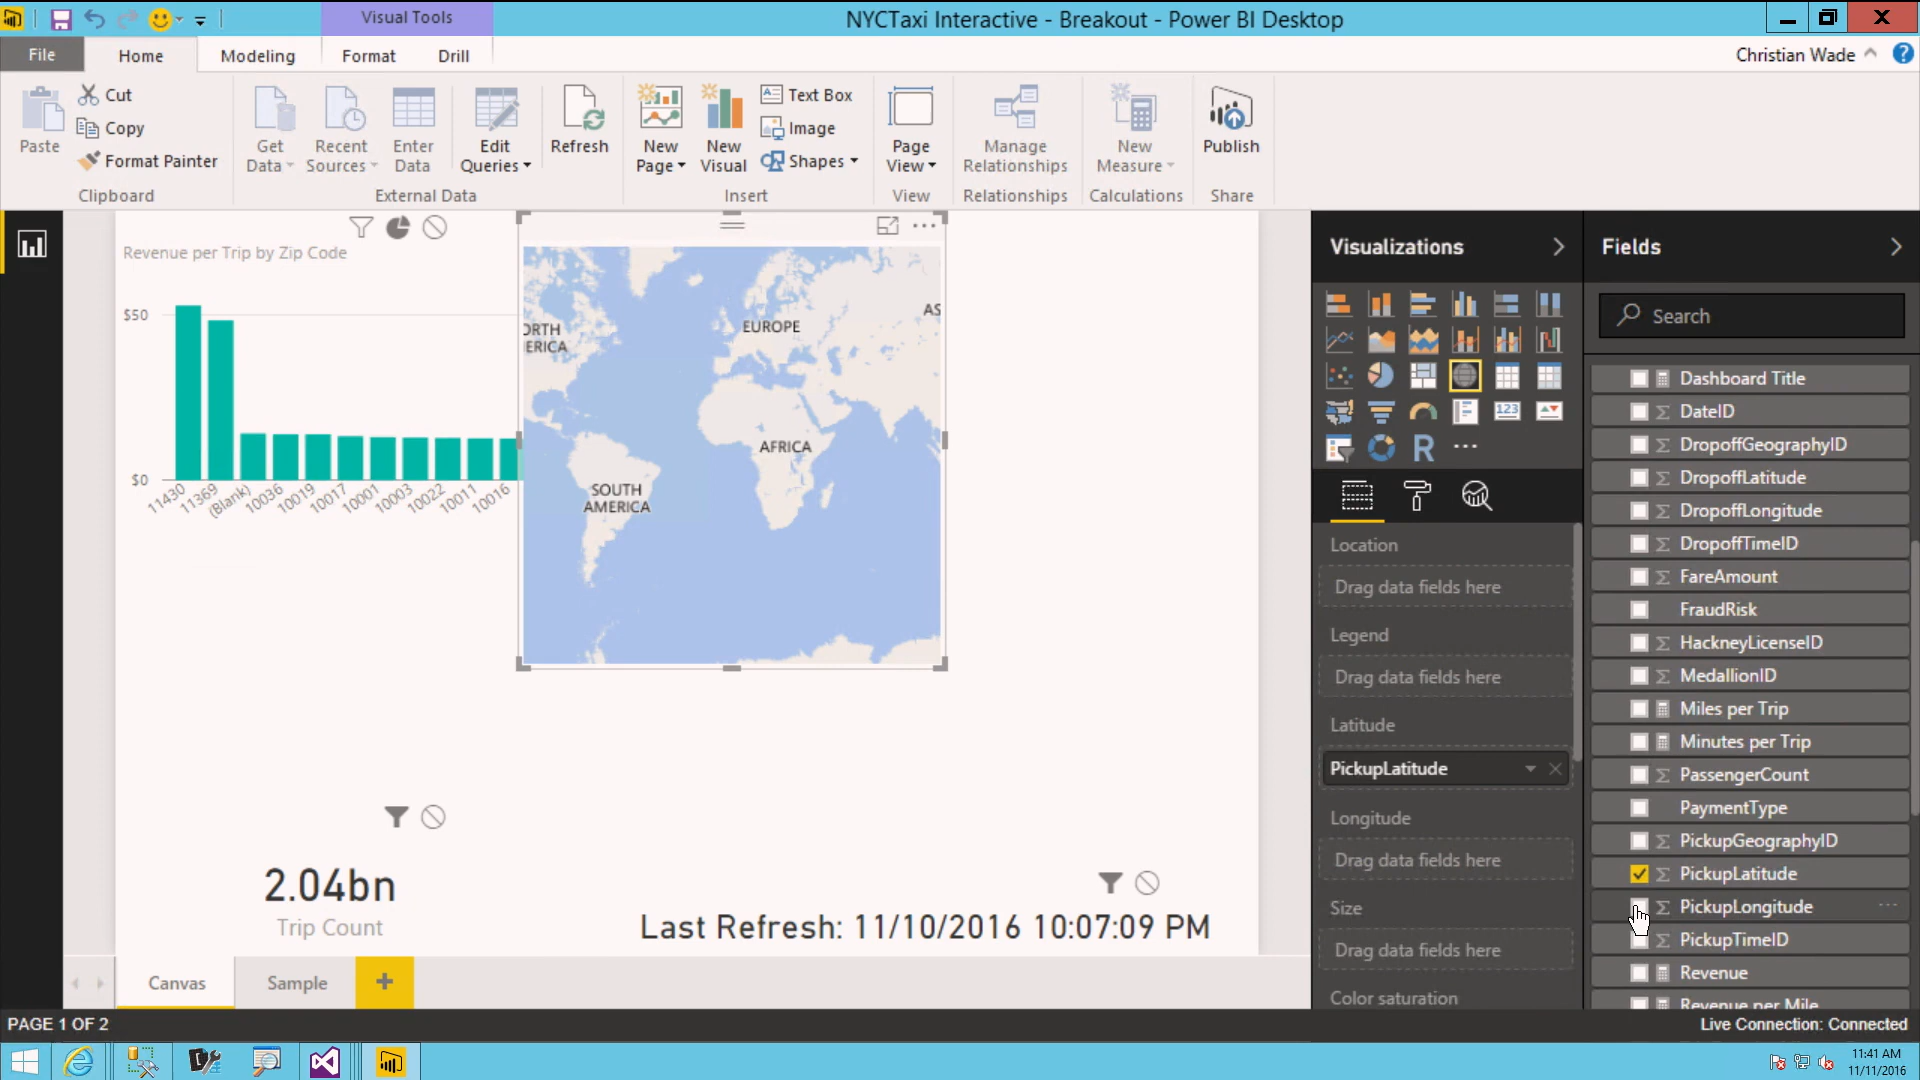 Visual Tools
NYCTaxi Interactive - Breakout - Power BI Desktop
File
Home
Modeling
Format
Drill
Christian Wade
Paste
Cut
Copy
Format Painter
Clipboard
Get Data
Recent Sources
Enter Data
Edit Queries
External Data
Refresh
New Page
New Visual
Text Box
Image
Shapes
Insert
Page View
View
Manage Relationships
Relationships
New Measure
Calculations
Publish
Share
Revenue per Trip by Zip Code
$50
$0
11430
11369
(Blank)
10036
10019
10017
10001
10003
10022
10011
10016
ORTH
ERICA
EUROPE
AS
AFRICA
SOUTH
AMERICA
2.04bn
Trip Count
Last Refresh: 11/10/2016 10:07:09 PM
Canvas
Sample
+
PAGE 1 OF 2
Visualizations
123
R
Location
Drag data fields here
Legend
Drag data fields here
Latitude
PickupLatitude
Longitude
Drag data fields here
Size
Drag data fields here
Color saturation
Fields
Search
Dashboard Title
DateID
DropoffGeographyID
DropoffLatitude
DropoffLongitude
DropoffTimeID
FareAmount
FraudRisk
HackneyLicenseID
MedallionID
Miles per Trip
Minutes per Trip
PassengerCount
PaymentType
PickupGeographyID
PickupLatitude
PickupLongitude
PickupTimeID
Revenue
Revenue per Mile
Live Connection: Connected
11:41 AM
11/11/2016